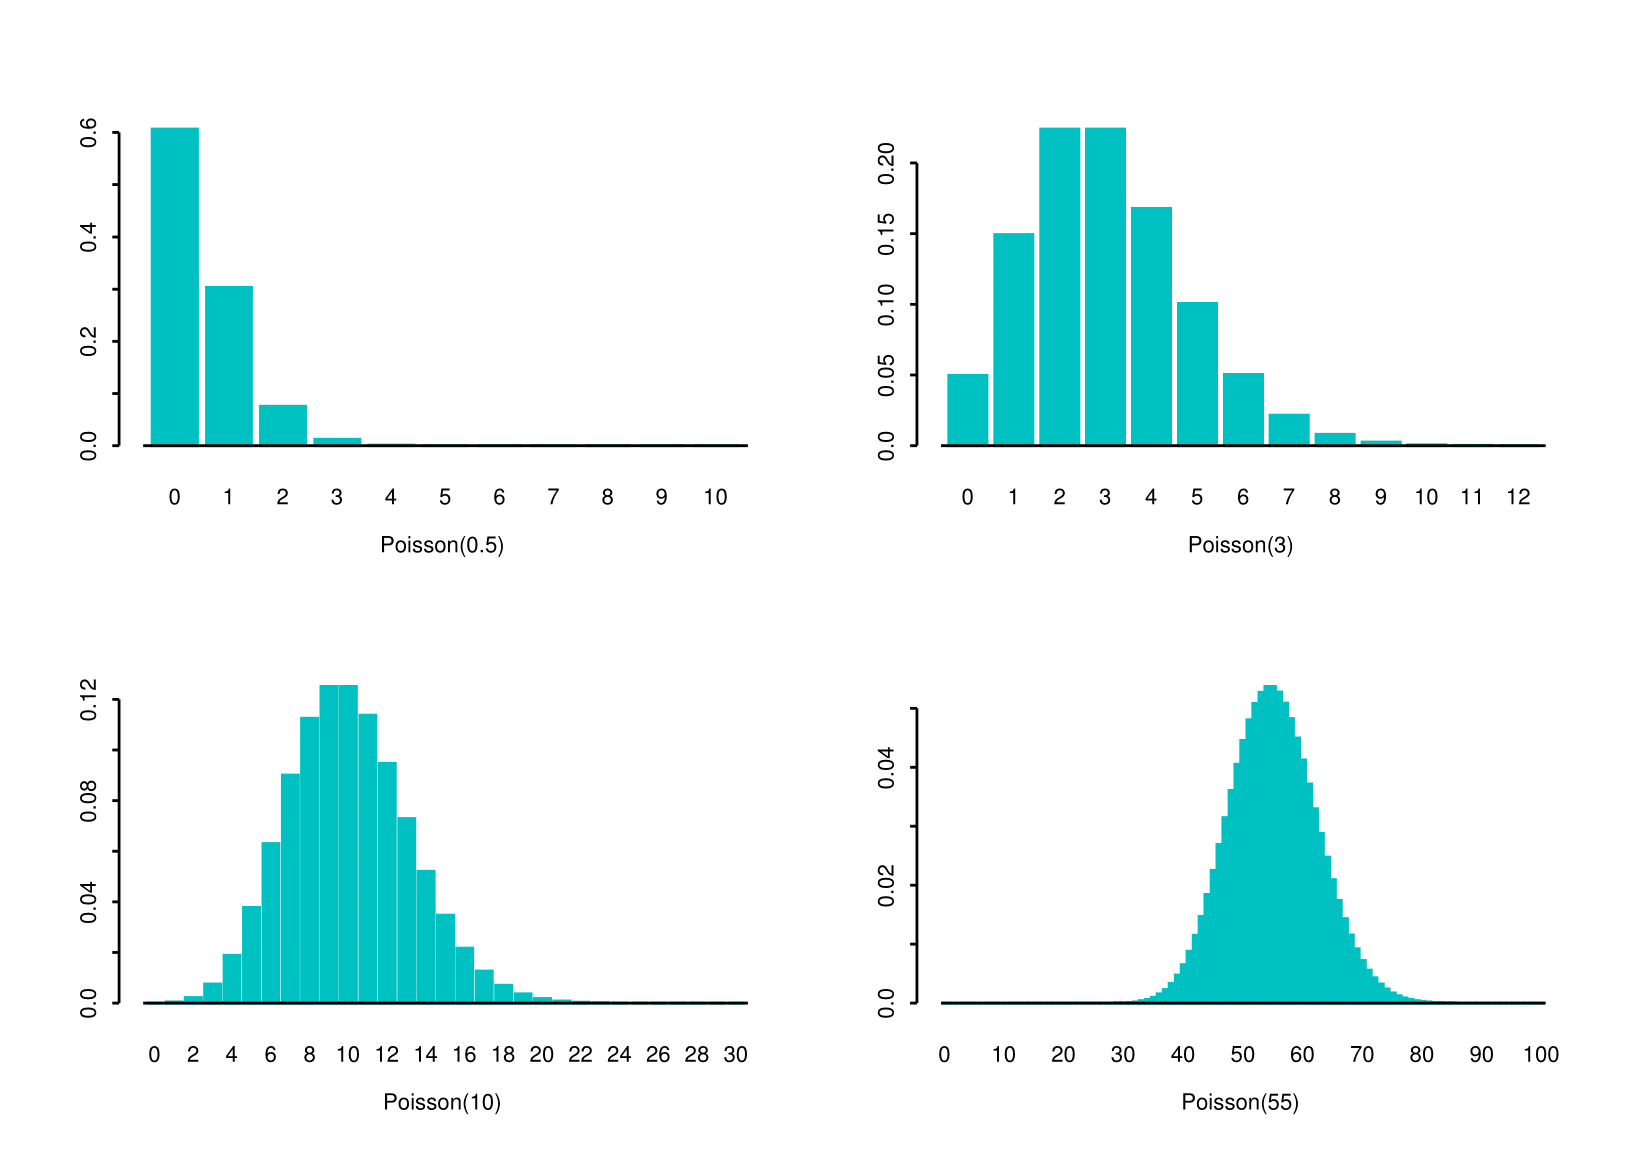 0.0 0.2 0.4 0.6
0 1 2 3 4 5 6 7 8 9 10
Poisson(0.5)
0.0 0.05 0.10 0.15 0.20
0 1 2 3 4 5 6 7 8 9 10 11 12
Poisson(3)
0.0 0.04 0.08 0.12
0 2 4 6 8 10 12 14 16 18 20 22 24 26 28 30
Poisson(10)
0.0 0.02 0.04
0 10 20 30 40 50 60 70 80 90 100
Poisson(55)